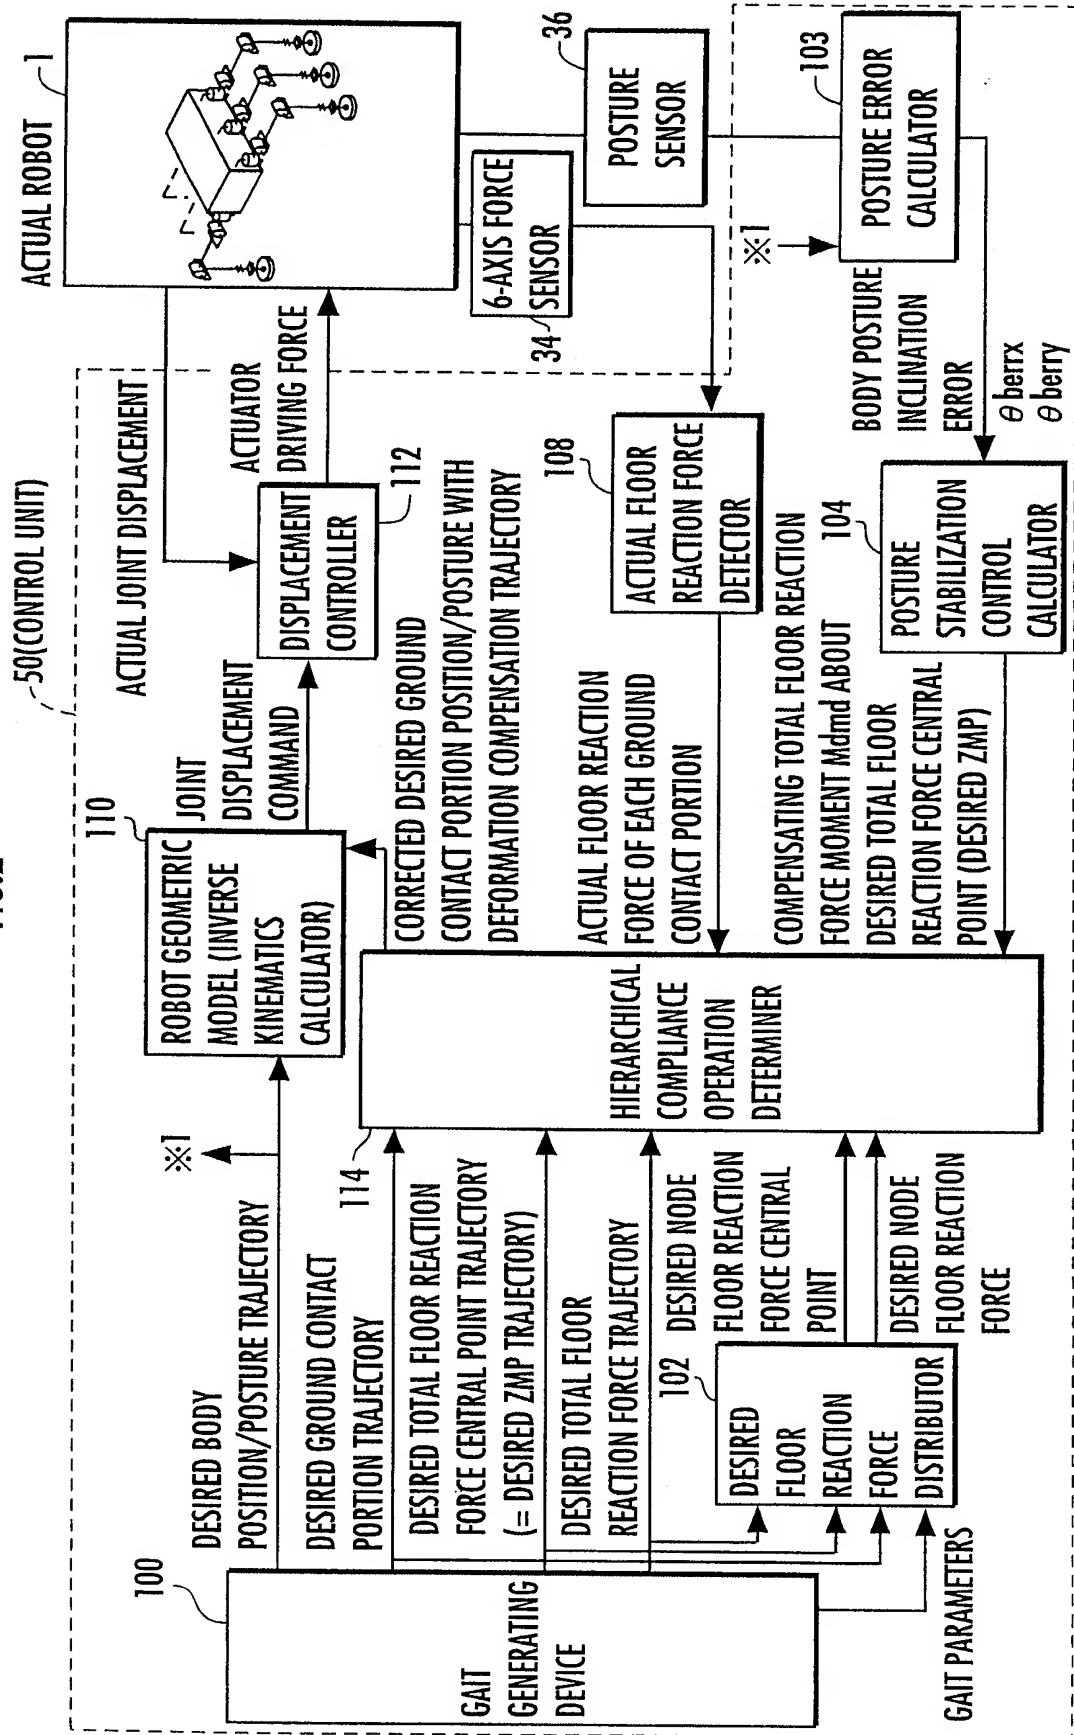 FIG.2
50(CONTROL UNIT)
ACTUAL ROBOT
1
ACTUAL JOINT DISPLACEMENT
ACTUATOR
DRIVING FORCE
JOINT
DISPLACEMENT
COMMAND
DISPLACEMENT
CONTROLLER
112
110
ROBOT GEOMETRIC
MODEL (INVERSE
KINEMATICS
CALCULATOR)
※1
DESIRED BODY
POSITION/POSTURE TRAJECTORY
100
GAIT
GENERATING
DEVICE
DESIRED GROUND CONTACT
PORTION TRAJECTORY
DESIRED TOTAL FLOOR REACTION
FORCE CENTRAL POINT TRAJECTORY
(= DESIRED ZMP TRAJECTORY)
DESIRED TOTAL FLOOR
REACTION FORCE TRAJECTORY
GAIT PARAMETERS
102
DESIRED
FLOOR
REACTION
FORCE
DISTRIBUTOR
DESIRED NODE
FLOOR REACTION
FORCE CENTRAL
POINT
DESIRED NODE
FLOOR REACTION
FORCE
114
HIERARCHICAL
COMPLIANCE
OPERATION
DETERMINER
CORRECTED DESIRED GROUND
CONTACT PORTION POSITION/POSTURE WITH
DEFORMATION COMPENSATION TRAJECTORY
ACTUAL FLOOR REACTION
FORCE OF EACH GROUND
CONTACT PORTION
COMPENSATING TOTAL FLOOR REACTION
FORCE MOMENT Mdmd ABOUT
DESIRED TOTAL FLOOR
REACTION FORCE CENTRAL
POINT (DESIRED ZMP)
108
ACTUAL FLOOR
REACTION FORCE
DETECTOR
104
POSTURE
STABILIZATION
CONTROL
CALCULATOR
6-AXIS FORCE
SENSOR
34
36
POSTURE
SENSOR
103
POSTURE ERROR
CALCULATOR
※1
BODY POSTURE
INCLINATION
ERROR
θ berrx
θ berry